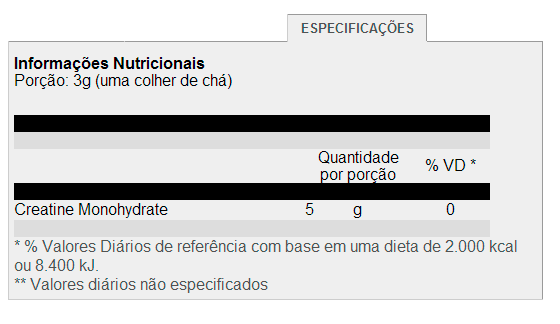 ESPECIFICAÇÕES
Informações Nutricionais
Porção: 3g (uma colher de chá)
Quantidade
por porção
% VD *
Creatine Monohydrate 5 g 0
* % Valores Diários de referência com base em uma dieta de 2.000 kcal
ou 8.400 kJ.
** Valores diários não especificados